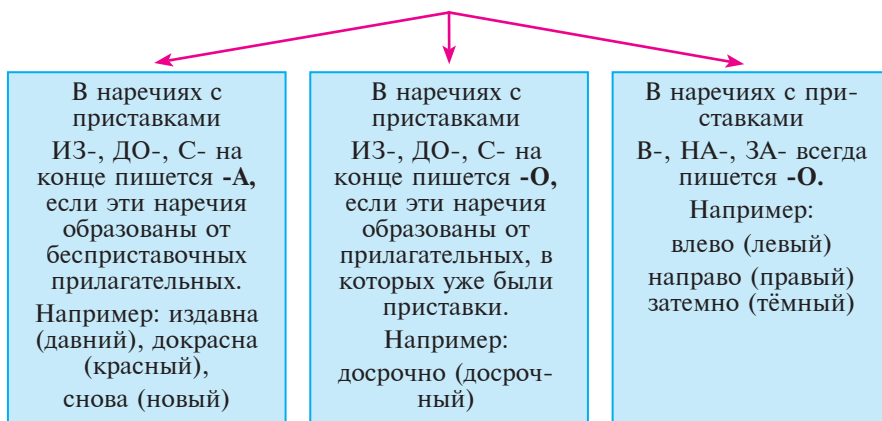 В наречиях с
приставками
ИЗ-, ДО-, С- на
конце пишется -А,
если эти наречия
образованы от
бесприставочных
прилагательных.
Например: издавна
(давний), докрасна
(красный),
снова (новый)
В наречиях с
приставками
ИЗ-, ДО-, С- на
конце пишется -О,
если эти наречия
образованы от
прилагательных, в
которых уже были
приставки.
Например:
досрочно (досроч-
ный)
В наречиях с при-
ставками
В-, НА-, ЗА- всегда
пишется -О.
Например:
влево (левый)
направо (правый)
затемно (тёмный)